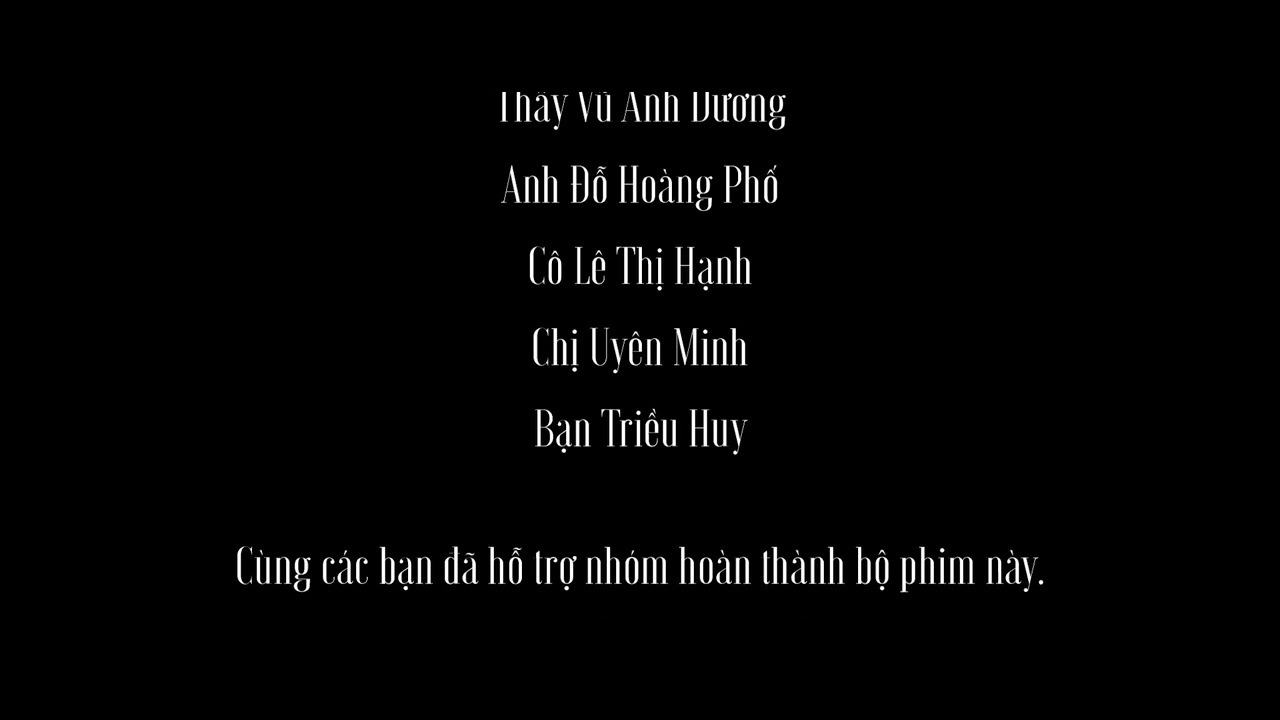 Thầy Vũ Anh Dương
Anh Đỗ Hoàng Phố
Cô Lê Thị Hạnh
Chị Uyên Minh
Bạn Triều Huy
Cùng các bạn đã hỗ trợ nhóm hoàn thành bộ phim này.